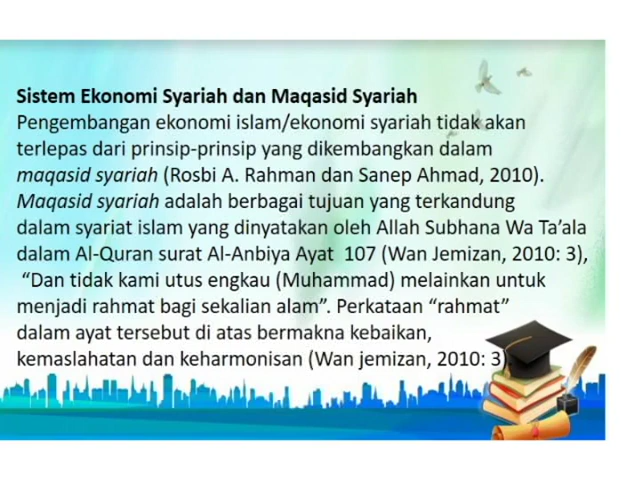 Sistem Ekonomi Syariah dan Maqasid Syariah
Pengembangan ekonomi islam/ekonomi syariah tidak akan
terlepas dari prinsip-prinsip yang dikembangkan dalam
maqasid syariah (Rosbi A. Rahman dan Sanep Ahmad, 2010).
Maqasid syariah adalah berbagai tujuan yang terkandung
dalam syariat islam yang dinyatakan oleh Allah Subhana Wa Ta’ala
dalam Al-Quran surat Al-Anbiya Ayat 107 (Wan Jemizan, 2010: 3),
“Dan tidak kami utus engkau (Muhammad) melainkan untuk
menjadi rahmat bagi sekalian alam”. Perkataan “rahmat”
dalam ayat tersebut di atas bermakna kebaikan,
kemaslahatan dan keharmonisan (Wan jemizan, 2010: 3)